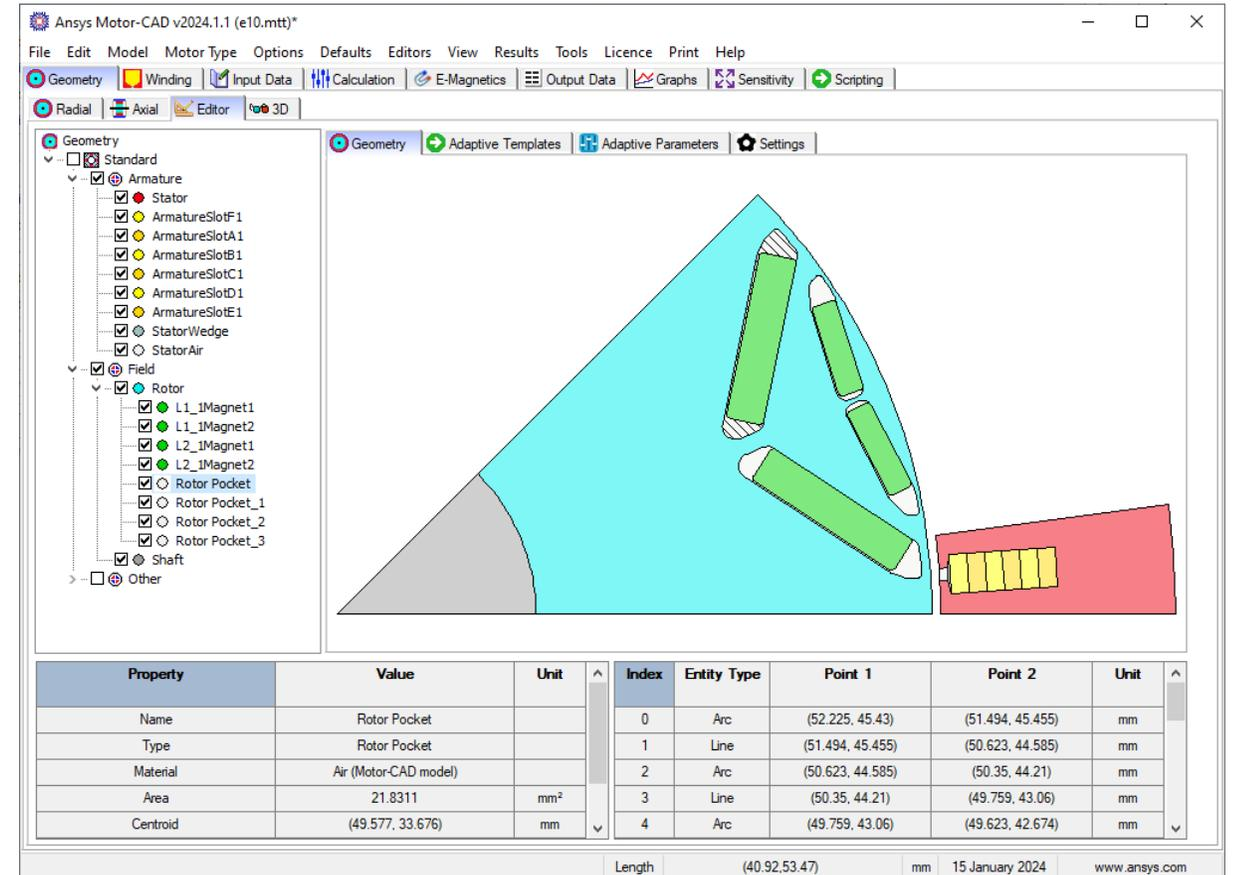 Ansys Motor-CAD v2024.1.1 (e10.mtt)*
File Edit Model Motor Type Options Defaults Editors View Results Tools Licence Print Help
Geometry Winding Input Data Calculation E-Magnetics Output Data Graphs Sensitivity Scripting
Radial Axial Editor 3D
Geometry
Standard
Armature
Stator
ArmatureSlotF1
ArmatureSlotA1
ArmatureSlotB1
ArmatureSlotC1
ArmatureSlotD1
ArmatureSlotE1
StatorWedge
StatorAir
Field
Rotor
L1_1Magnet1
L1_1Magnet2
L2_1Magnet1
L2_1Magnet2
Rotor Pocket
Rotor Pocket_1
Rotor Pocket_2
Rotor Pocket_3
Shaft
Other
Geometry Adaptive Templates Adaptive Parameters Settings
Property Value Unit
Name Rotor Pocket
Type Rotor Pocket
Material Air (Motor-CAD model)
Area 21.8311 mm²
Centroid (49.577, 33.676) mm
Index Entity Type Point 1 Point 2 Unit
0 Arc (52.225, 45.43) (51.494, 45.455) mm
1 Line (51.494, 45.455) (50.623, 44.585) mm
2 Arc (50.623, 44.585) (50.35, 44.21) mm
3 Line (50.35, 44.21) (49.759, 43.06) mm
4 Arc (49.759, 43.06) (49.623, 42.674) mm
Length (40.92,53.47) mm 15 January 2024 www.ansys.com